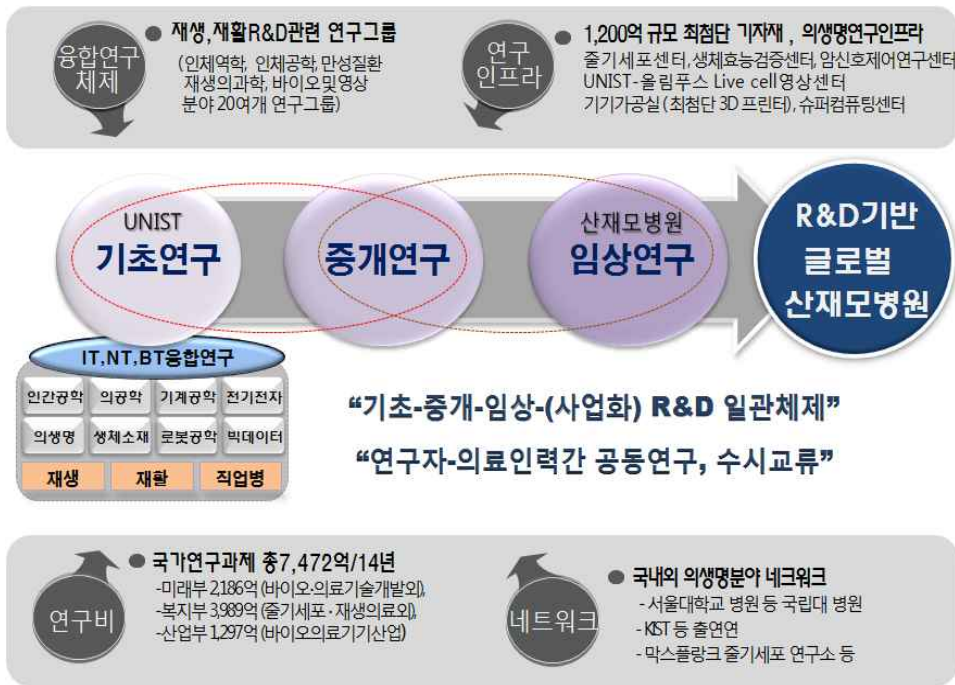 융합연구
체제
● 재생,재활R&D관련 연구그룹
(인체역학, 인체공학, 만성질환
재생의과학, 바이오및영상
분야 20여개 연구그룹)
연구
인프라
● 1,200억 규모 최첨단 기자재 , 의생명연구인프라
줄기세포센터, 생체효능검증센터, 암신호제어연구센터
UNIST-올림푸스 Live cell영상센터
기기가공실(최첨단 3D 프린터), 슈퍼컴퓨팅센터
UNIST
기초연구
중개연구
산재모병원
임상연구
R&D기반
글로벌
산재모병원
IT,NT,BT융합연구
인간공학 의공학 기계공학 전기전자
의생명 생체소재 로봇공학 빅데이터
재생 재활 직업병
“기초-중개-임상-(사업화) R&D 일관체제”
“연구자-의료인력간 공동연구, 수시교류”
연구비
● 국가연구과제 총7,472억/14년
-미래부 2,186억 (바이오·의료기술개발외),
-복지부 3,989억 (줄기세포·재생의료외),
-산업부 1,297억 (바이오의료기기산업)
네트워크
● 국내외 의생명분야 네크워크
- 서울대학교 병원 등 국립대 병원
- KIST 등 출연연
- 막스플랑크 줄기세포 연구소 등